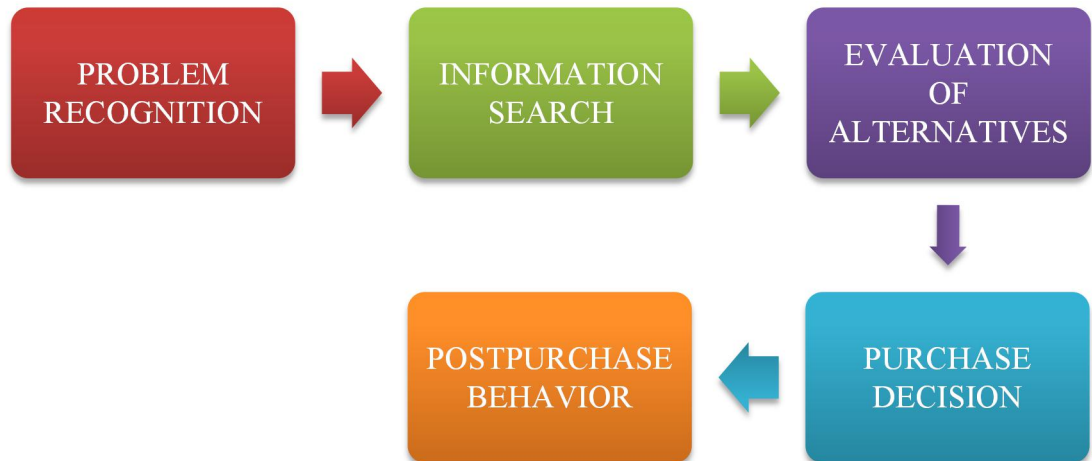 PROBLEM
RECOGNITION
INFORMATION
SEARCH
EVALUATION
OF
ALTERNATIVES
PURCHASE
DECISION
POSTPURCHASE
BEHAVIOR